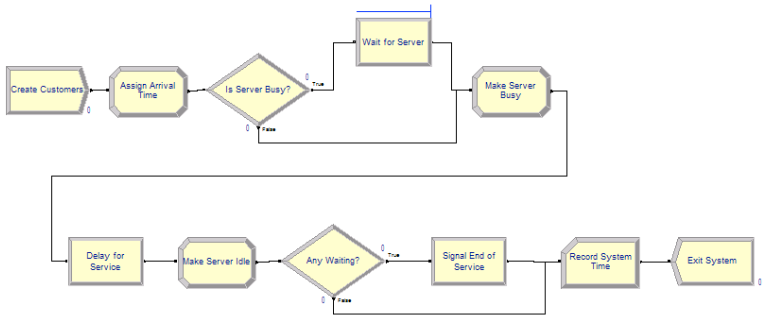 Wait for Server
Create Customers
Assign Arrival
Time
Is Server Busy?
0
True
Make Server
Busy
0
0
False
Delay for
Service
Make Server Idle
Any Waiting?
0
True
Signal End of
Service
Record System
Time
Exit System
0
False
0